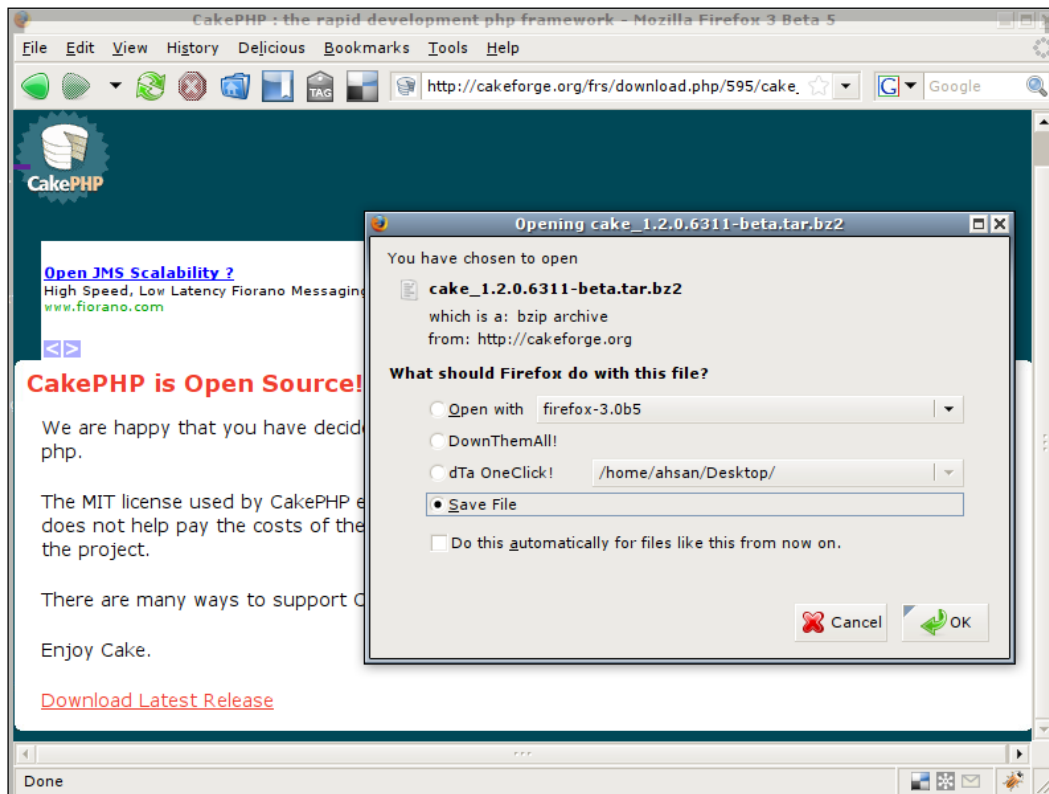 CakePHP : the rapid development php framework - Mozilla Firefox 3 Beta 5
File Edit View History Delicious Bookmarks Tools Help
TAG http://cakeforge.org/frs/download.php/595/cake_ G Google
CakePHP
Open JMS Scalability ?
High Speed, Low Latency Fiorano Messaging
www.fiorano.com
<>
CakePHP is Open Source!
We are happy that you have decid
php.
The MIT license used by CakePHP e
does not help pay the costs of the
the project.
There are many ways to support C
Enjoy Cake.
Download Latest Release
Opening cake_1.2.0.6311-beta.tar.bz2
You have chosen to open
cake_1.2.0.6311-beta.tar.bz2
which is a: bzip archive
from: http://cakeforge.org
What should Firefox do with this file?
Open with firefox-3.0b5
DownThemAll!
dTa OneClick! /home/ahsan/Desktop/
Save File
Do this automatically for files like this from now on.
Cancel OK
Done